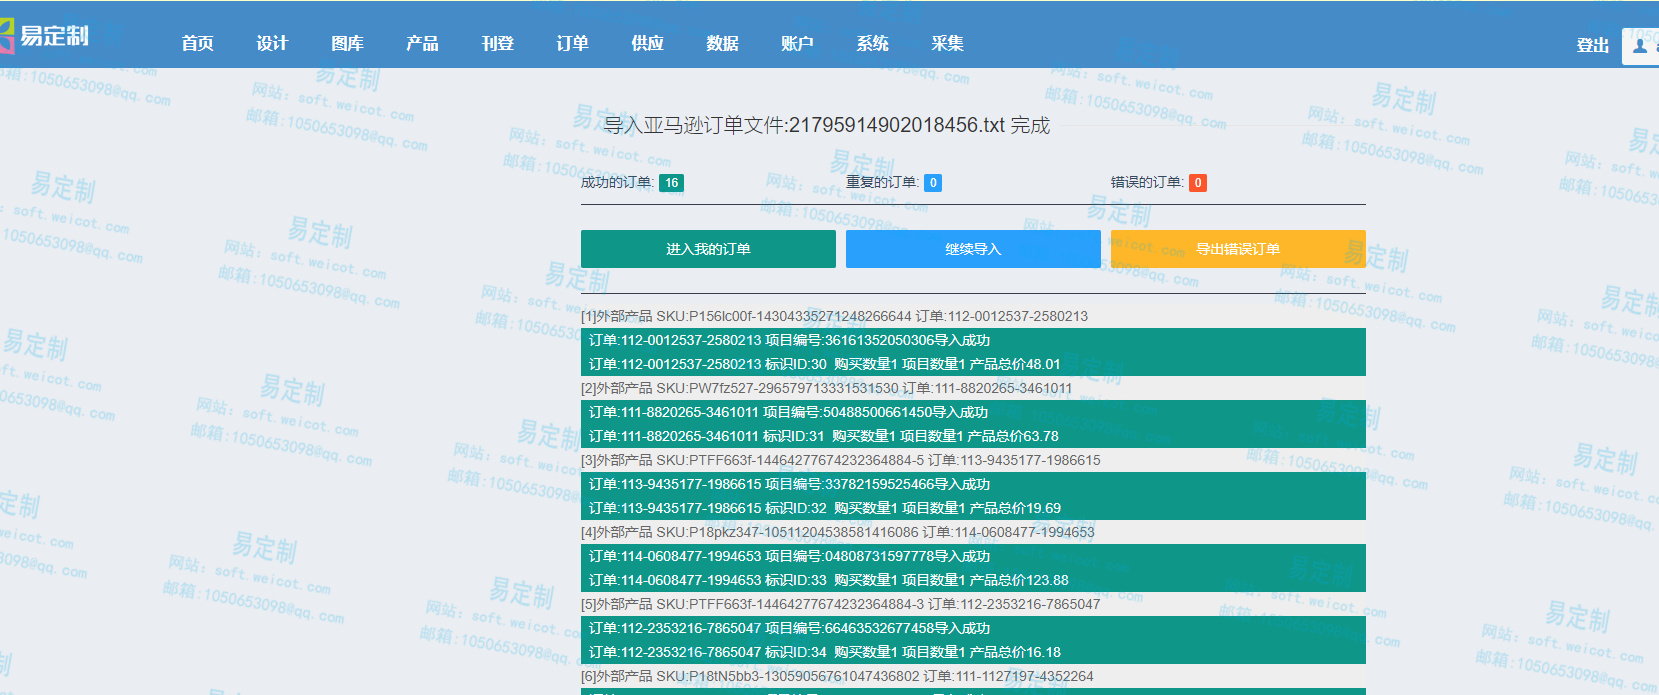 易定制 首页 设计 图库 产品 刊登 订单 供应 数据 账户 系统 采集 登出
导入亚马逊订单文件:21795914902018456.txt 完成
成功的订单: 16 重复的订单: 0 错误的订单: 0
进入我的订单 继续导入 导出错误订单
[1]外部产品 SKU:P156lc00f-14304335271248266644 订单:112-0012537-2580213
订单:112-0012537-2580213 项目编号:36161352050306导入成功
订单:112-0012537-2580213 标识ID:30 购买数量1 项目数量1 产品总价48.01
[2]外部产品 SKU:PW7fz527-296579713331531530 订单:111-8820265-3461011
订单:111-8820265-3461011 项目编号:50488500661450导入成功
订单:111-8820265-3461011 标识ID:31 购买数量1 项目数量1 产品总价63.78
[3]外部产品 SKU:PTFF663f-14464277674232364884-5 订单:113-9435177-1986615
订单:113-9435177-1986615 项目编号:33782159525466导入成功
订单:113-9435177-1986615 标识ID:32 购买数量1 项目数量1 产品总价19.69
[4]外部产品 SKU:P18pkz347-10511204538581416086 订单:114-0608477-1994653
订单:114-0608477-1994653 项目编号:04808731597778导入成功
订单:114-0608477-1994653 标识ID:33 购买数量1 项目数量1 产品总价123.88
[5]外部产品 SKU:PTFF663f-14464277674232364884-3 订单:112-2353216-7865047
订单:112-2353216-7865047 项目编号:66463532677458导入成功
订单:112-2353216-7865047 标识ID:34 购买数量1 项目数量1 产品总价16.18
[6]外部产品 SKU:P18tN5bb3-13059056761047436802 订单:111-1127197-4352264
易定制
网站: soft.weicot.com
邮箱:1050653098@qq.com